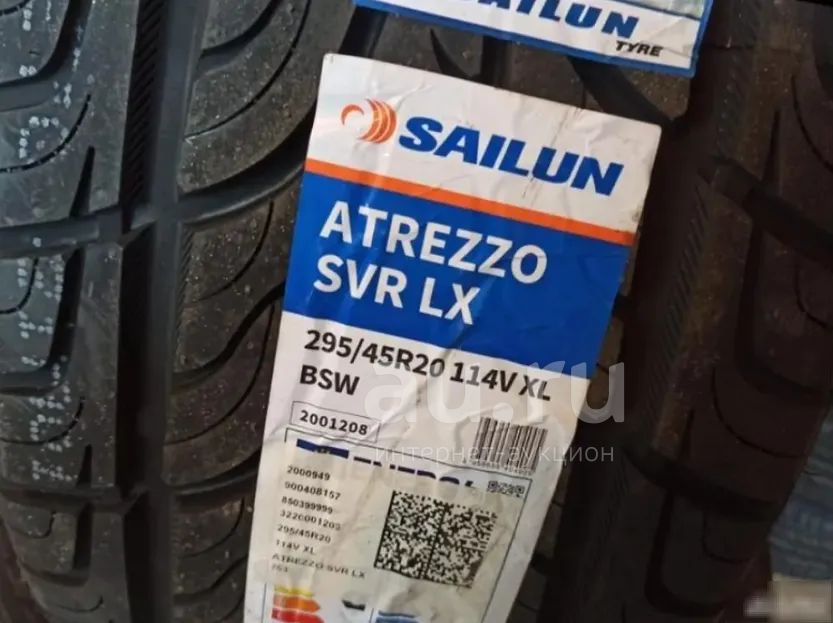 SAILUN
TYRE
SAILUN
ATREZZO
SVR LX
295/45R20 114V XL
BSW
2001208
au.ru
интернет-аукцион
2000949
900408157
850399999
3220001203
295/45R20
114V XL
ATREZZO SVR LX